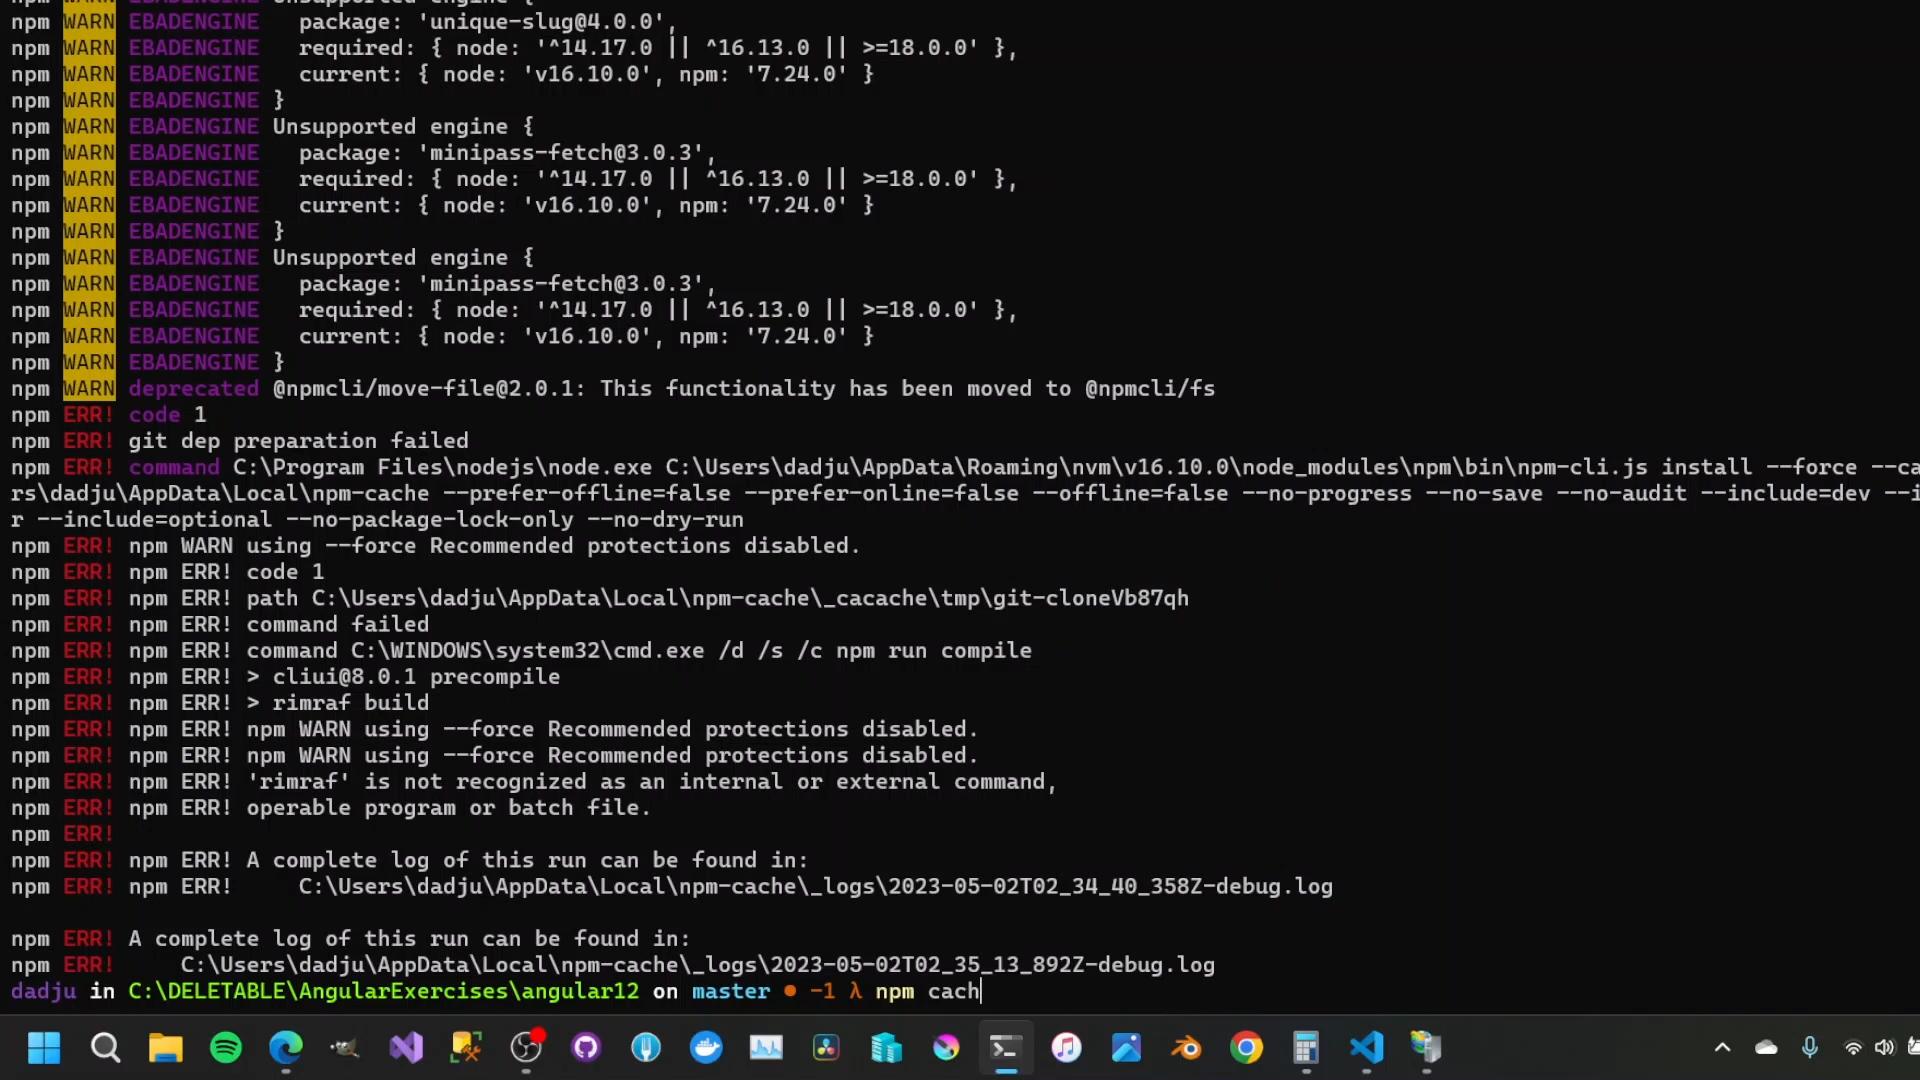 npm WARN EBADENGINE Unsupported engine {
npm WARN EBADENGINE   package: 'unique-slug@4.0.0',
npm WARN EBADENGINE   required: { node: '^14.17.0 || ^16.13.0 || >=18.0.0' },
npm WARN EBADENGINE   current: { node: 'v16.10.0', npm: '7.24.0' }
npm WARN EBADENGINE }
npm WARN EBADENGINE Unsupported engine {
npm WARN EBADENGINE   package: 'minipass-fetch@3.0.3',
npm WARN EBADENGINE   required: { node: '^14.17.0 || ^16.13.0 || >=18.0.0' },
npm WARN EBADENGINE   current: { node: 'v16.10.0', npm: '7.24.0' }
npm WARN EBADENGINE }
npm WARN EBADENGINE Unsupported engine {
npm WARN EBADENGINE   package: 'minipass-fetch@3.0.3',
npm WARN EBADENGINE   required: { node: '^14.17.0 || ^16.13.0 || >=18.0.0' },
npm WARN EBADENGINE   current: { node: 'v16.10.0', npm: '7.24.0' }
npm WARN EBADENGINE }
npm WARN deprecated @npmcli/move-file@2.0.1: This functionality has been moved to @npmcli/fs
npm ERR! code 1
npm ERR! git dep preparation failed
npm ERR! command C:\Program Files\nodejs\node.exe C:\Users\dadju\AppData\Roaming\nvm\v16.10.0\node_modules\npm\bin\npm-cli.js install --force --ca
rs\dadju\AppData\Local\npm-cache --prefer-offline=false --prefer-online=false --offline=false --no-progress --no-save --no-audit --include=dev --i
r --include=optional --no-package-lock-only --no-dry-run
npm ERR! npm WARN using --force Recommended protections disabled.
npm ERR! npm ERR! code 1
npm ERR! npm ERR! path C:\Users\dadju\AppData\Local\npm-cache\_cacache\tmp\git-cloneVb87qh
npm ERR! npm ERR! command failed
npm ERR! npm ERR! command C:\WINDOWS\system32\cmd.exe /d /s /c npm run compile
npm ERR! npm ERR! > cliui@8.0.1 precompile
npm ERR! npm ERR! > rimraf build
npm ERR! npm ERR! npm WARN using --force Recommended protections disabled.
npm ERR! npm ERR! npm WARN using --force Recommended protections disabled.
npm ERR! npm ERR! 'rimraf' is not recognized as an internal or external command,
npm ERR! npm ERR! operable program or batch file.
npm ERR!
npm ERR! npm ERR! A complete log of this run can be found in:
npm ERR! npm ERR!     C:\Users\dadju\AppData\Local\npm-cache\_logs\2023-05-02T02_34_40_358Z-debug.log
npm ERR! A complete log of this run can be found in:
npm ERR!     C:\Users\dadju\AppData\Local\npm-cache\_logs\2023-05-02T02_35_13_892Z-debug.log
dadju in C:\DELETABLE\AngularExercises\angular12 on master ● -1 λ npm cach